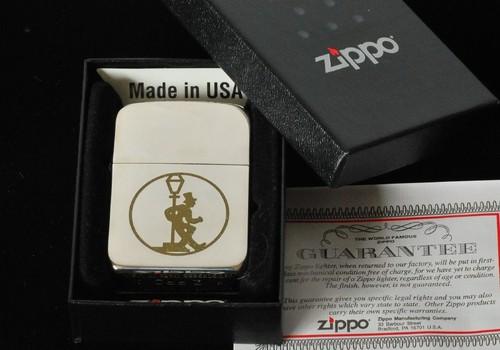 zippo
Made in USA
THE WORLD FAMOUS
ZIPPO
GUARANTEE
Zippo lighter, when returned to our factory, will be put in first-
mechanical condition free of charge, for we have yet to charge
cent for the repair of a Zippo lighter, regardless of age or condition.
The finish, however, is not guaranteed.
This guarantee gives you specific legal rights and you may also
have other rights which vary state to state. Other Zippo products
carry their own specific warranties.
zippo Zippo Manufacturing Company
33 Barbour Street
Bradford, PA 16701 U.S.A.
zippo